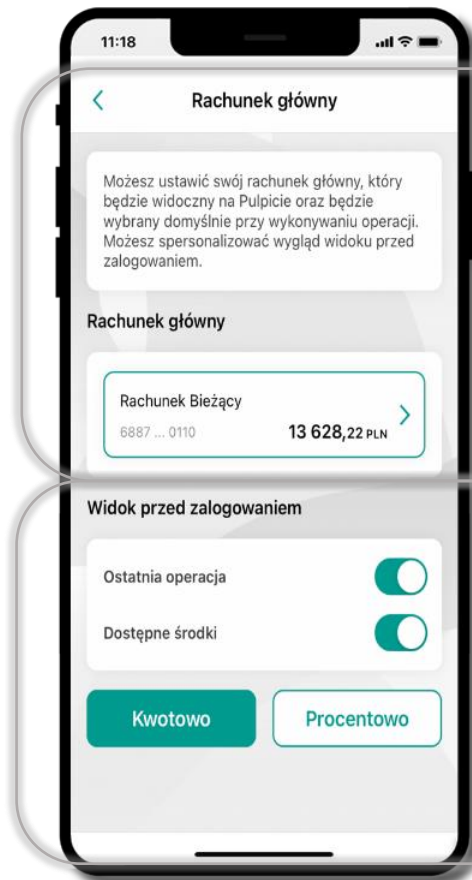 11:18
Rachunek główny
Możesz ustawić swój rachunek główny, który
będzie widoczny na Pulpicie oraz będzie
wybrany domyślnie przy wykonywaniu operacji.
Możesz spersonalizować wygląd widoku przed
zalogowaniem.
Rachunek główny
Rachunek Bieżący
6887 ... 0110 13 628,22 PLN
Widok przed zalogowaniem
Ostatnia operacja
Dostępne środki
Kwotowo Procentowo